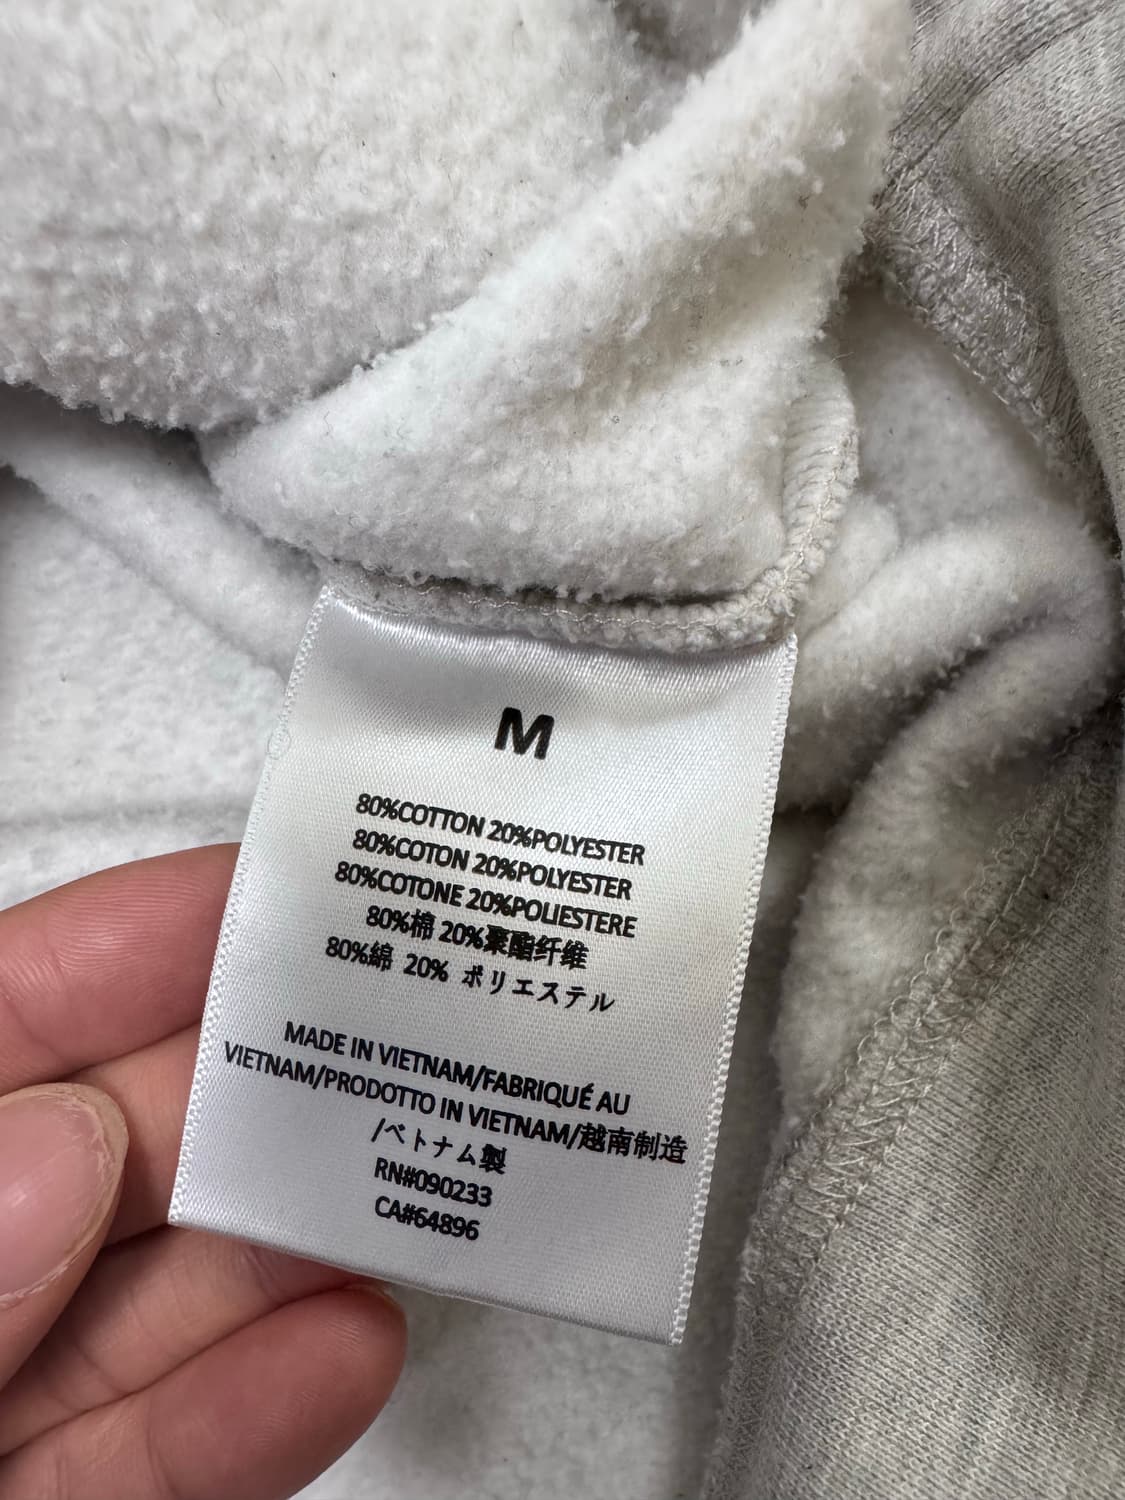 M
80%COTTON 20%POLYESTER
80%COTON 20%POLYESTER
80%COTONE 20%POLIESTERE
80%棉 20%聚酯纤维
80%綿 20% ポリエステル
MADE IN VIETNAM/FABRIQUÉ AU
VIETNAM/PRODOTTO IN VIETNAM/越南制造
/ベトナム製
RN#090233
CA#64896